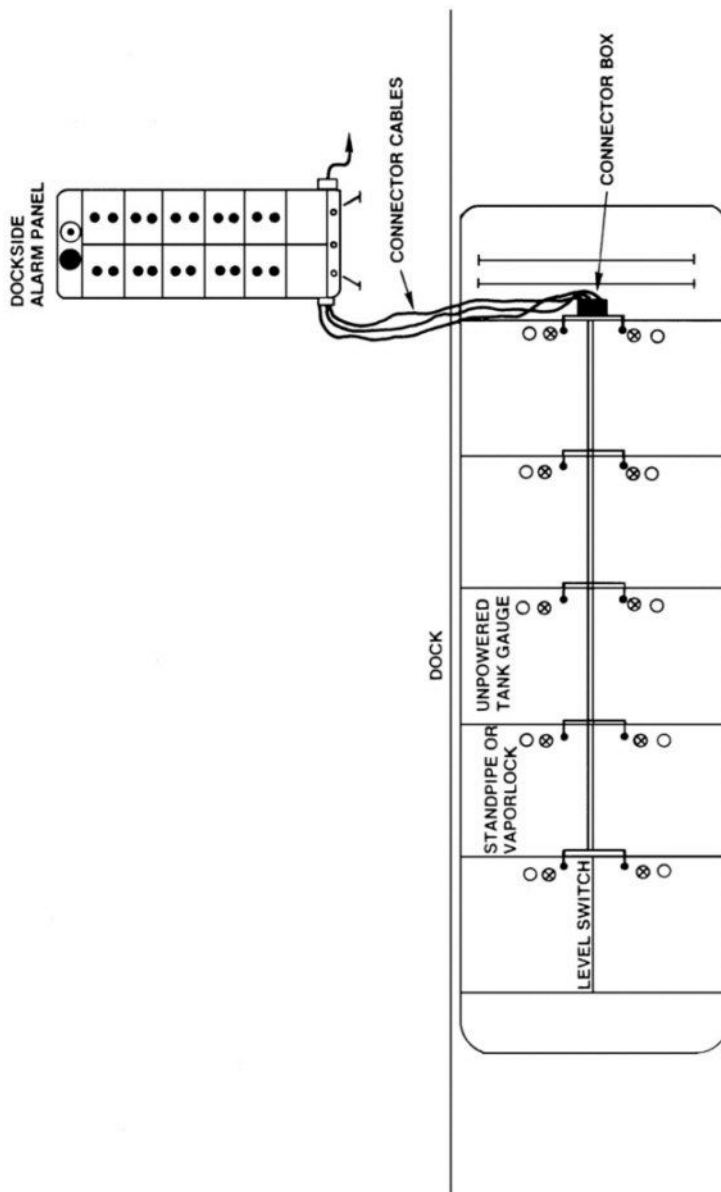 DOCKSIDE
ALARM PANEL
CONNECTOR CABLES
CONNECTOR BOX
DOCK
UNPOWERED
TANK GAUGE
STANDPIPE OR
VAPORLOCK
LEVEL SWITCH